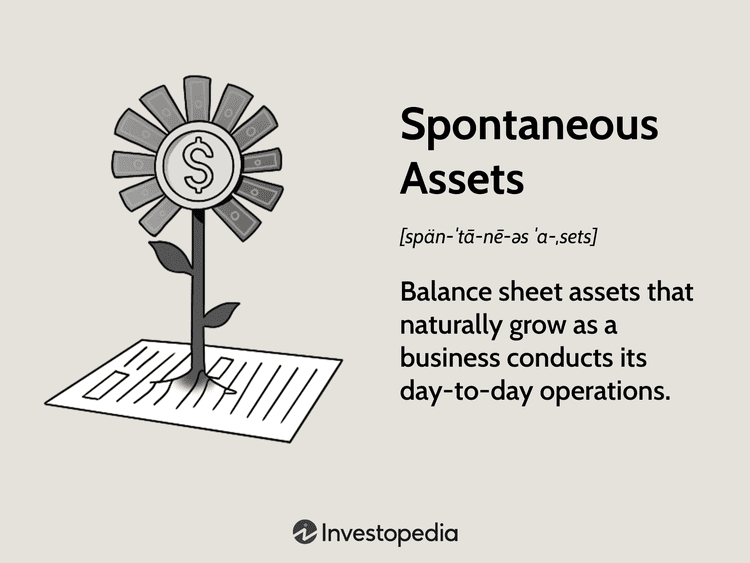 $
Spontaneous
Assets
[spän-ˈtā-nē-əs ˈa-ˌsets]
Balance sheet assets that
naturally grow as a
business conducts its
day-to-day operations.
Investopedia